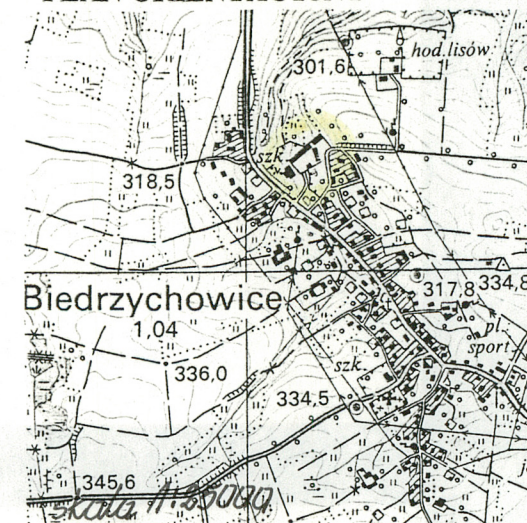 hod. lisów
301,6
szk.
318,5
317,8
334,8
Biedrzychowice
1,04
pl.
sport
szk.
336,0
334,5
345,6
skala 1:25000